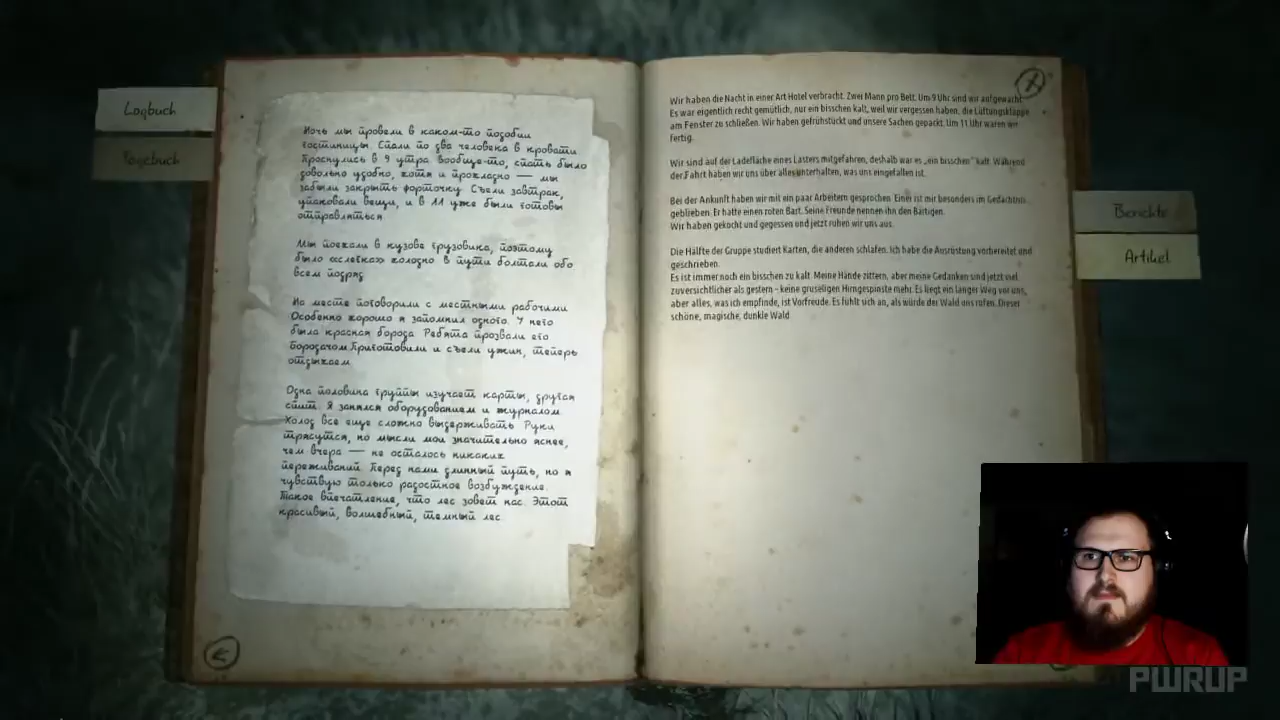 Logbuch
Tagebuch
Ночь мы провели в каком-то подобии
гостиницы. Спали по два человека в кровати.
Проснулись в 9 утра вообще-то, спать было
довольно удобно, хотя и прохладно — мы
забыли закрыть форточку. Съели завтрак,
упаковали вещи, и в 11 уже были готовы
отправляться.
Мы поехали в кузове грузовика, поэтому
было «слегка» холодно в пути болтали обо
всем подряд.
На месте поговорили с местными рабочими.
Особенно хорошо я запомнил одного. У него
была красная борода. Ребята прозвали его
бородачом.Приготовили и съели ужин, теперь
отдыхаем.
Одна половина группы изучает карты, другая
спит. Я занялся оборудованием и журналом.
Холод все еще сложно выдерживать. Руки
трясутся, но мысли мои значительно яснее,
чем вчера — не осталось никаких
переживаний. Перед нами длинный путь, но я
чувствую только радостное возбуждение.
Такое впечатление, что лес зовет нас. Этот
красивый, волшебный, темный лес.
Wir haben die Nacht in einer Art Hotel verbracht. Zwei Mann pro Bett. Um 9 Uhr sind wir aufgewacht.
Es war eigentlich recht gemütlich, nur ein bisschen kalt, weil wir vergessen haben, die Lüftungsklappe
am Fenster zu schließen. Wir haben gefrühstückt und unsere Sachen gepackt. Um 11 Uhr waren wir
fertig.
Wir sind auf der Ladefläche eines Lasters mitgefahren, deshalb war es „ein bisschen" kalt. Während
der Fahrt haben wir uns über alles unterhalten, was uns eingefallen ist.
Bei der Ankunft haben wir mit ein paar Arbeitern gesprochen. Einer ist mir besonders im Gedächtnis
geblieben. Er hatte einen roten Bart. Seine Freunde nennen ihn den Bärtigen.
Wir haben gekocht und gegessen und jetzt ruhen wir uns aus.
Die Hälfte der Gruppe studiert Karten, die anderen schlafen. Ich habe die Ausrüstung vorbereitet und
geschrieben.
Es ist immer noch ein bisschen zu kalt. Meine Hände zittern, aber meine Gedanken sind jetzt viel
zuversichtlicher als gestern – keine gruseligen Hirngespinste mehr. Es liegt ein langer Weg vor uns,
aber alles, was ich empfinde, ist Vorfreude. Es fühlt sich an, als würde der Wald uns rufen. Dieser
schöne, magische, dunkle Wald
Berichte
Artikel
PWRUP